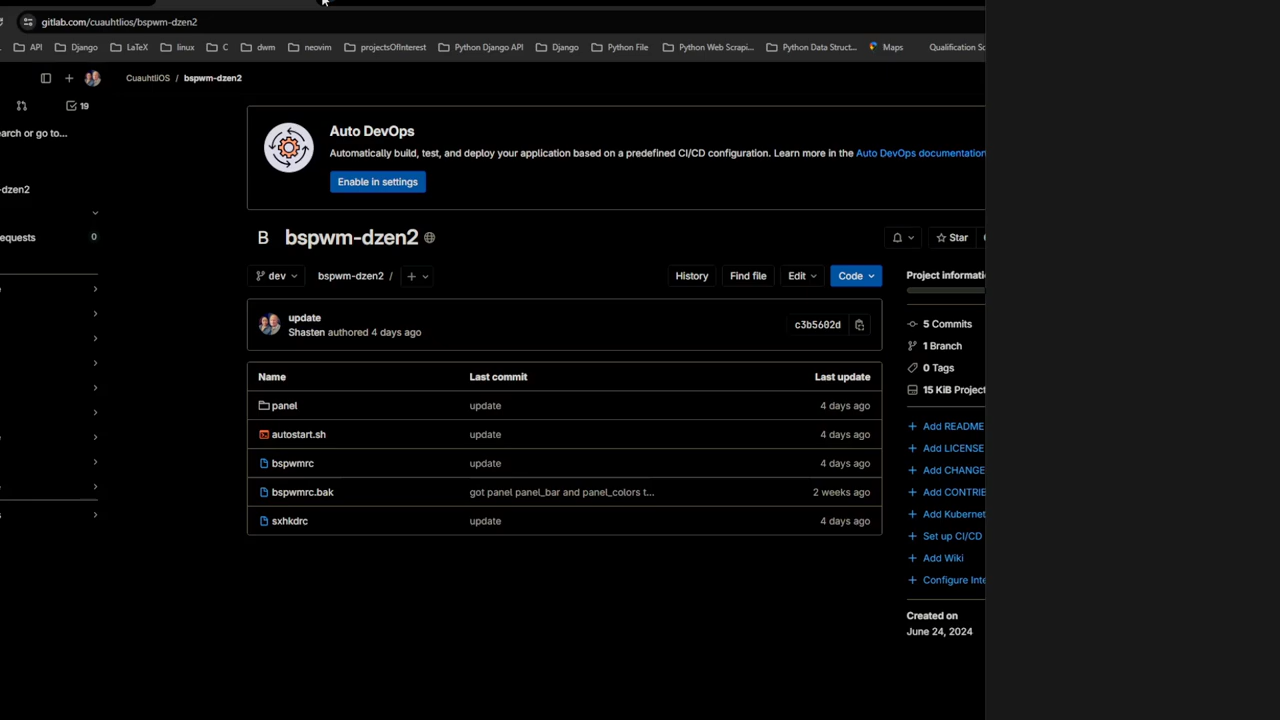 gitlab.com/cuauhtlios/bspwm-dzen2
API Django LaTeX linux C dwm neovim projectsOfInterest Python Django API Django Python File Python Web Scrapi... Python Data Struct... Maps Qualification Sc
CuauhtliOS / bspwm-dzen2
19
earch or go to...
Auto DevOps
Automatically build, test, and deploy your application based on a predefined CI/CD configuration. Learn more in the Auto DevOps documentation
Enable in settings
-dzen2
equests 0
B bspwm-dzen2
Star
dev bspwm-dzen2 / +
History Find file Edit Code
Project informati
update
Shasten authored 4 days ago
c3b5602d
5 Commits
1 Branch
0 Tags
15 KiB Project
Name Last commit Last update
panel update 4 days ago
autostart.sh update 4 days ago
bspwmrc update 4 days ago
bspwmrc.bak got panel panel_bar and panel_colors t... 2 weeks ago
sxhkdrc update 4 days ago
+ Add README
+ Add LICENSE
+ Add CHANGE
+ Add CONTRIE
+ Add Kubernet
+ Set up CI/CD
+ Add Wiki
+ Configure Inte
Created on
June 24, 2024